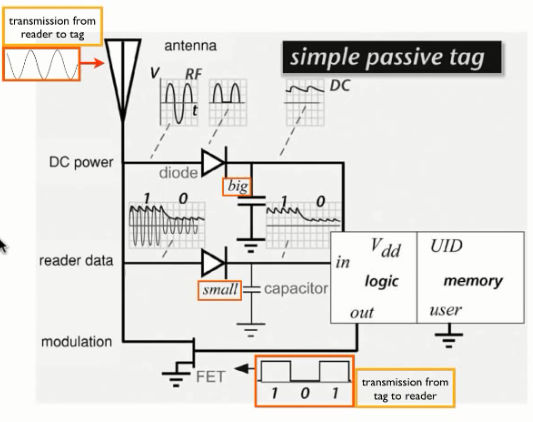 transmission from
reader to tag
antenna
simple passive tag
V
RF
t
DC
DC power
diode
big
1 0
1 0
reader data
small
capacitor
in
Vdd
logic
out
UID
memory
user
modulation
FET
1 0 1
transmission from
tag to reader